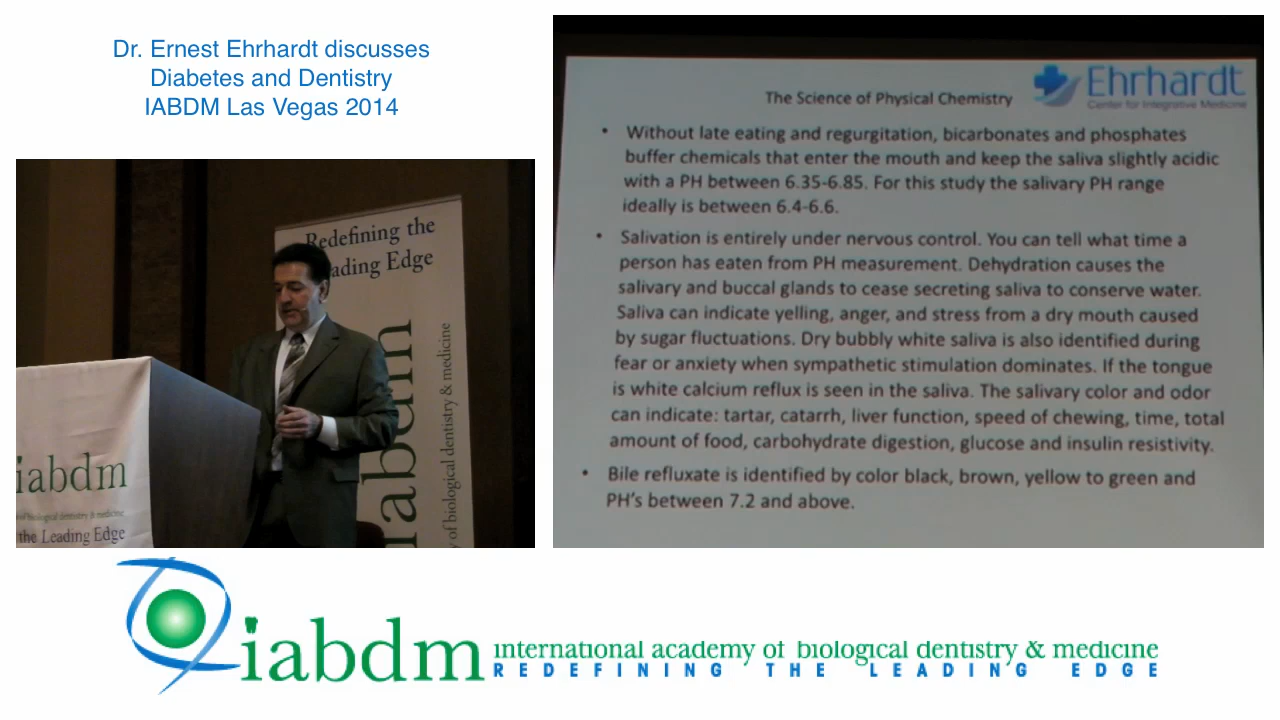 Dr. Ernest Ehrhardt discusses
Diabetes and Dentistry
IABDM Las Vegas 2014
Redefining the
ading Edge
iabdm
y of biological dentistry & medicine
iabdm
of biological dentistry & medicine
the Leading Edge
Ehrhardt
Center for Integrative Medicine
The Science of Physical Chemistry
• Without late eating and regurgitation, bicarbonates and phosphates
buffer chemicals that enter the mouth and keep the saliva slightly acidic
with a PH between 6.35-6.85. For this study the salivary PH range
ideally is between 6.4-6.6.
• Salivation is entirely under nervous control. You can tell what time a
person has eaten from PH measurement. Dehydration causes the
salivary and buccal glands to cease secreting saliva to conserve water.
Saliva can indicate yelling, anger, and stress from a dry mouth caused
by sugar fluctuations. Dry bubbly white saliva is also identified during
fear or anxiety when sympathetic stimulation dominates. If the tongue
is white calcium reflux is seen in the saliva. The salivary color and odor
can indicate: tartar, catarrh, liver function, speed of chewing, time, total
amount of food, carbohydrate digestion, glucose and insulin resistivity.
• Bile refluxate is identified by color black, brown, yellow to green and
PH's between 7.2 and above.
iabdm international academy of biological dentistry & medicine
REDEFINING THE LEADING EDGE